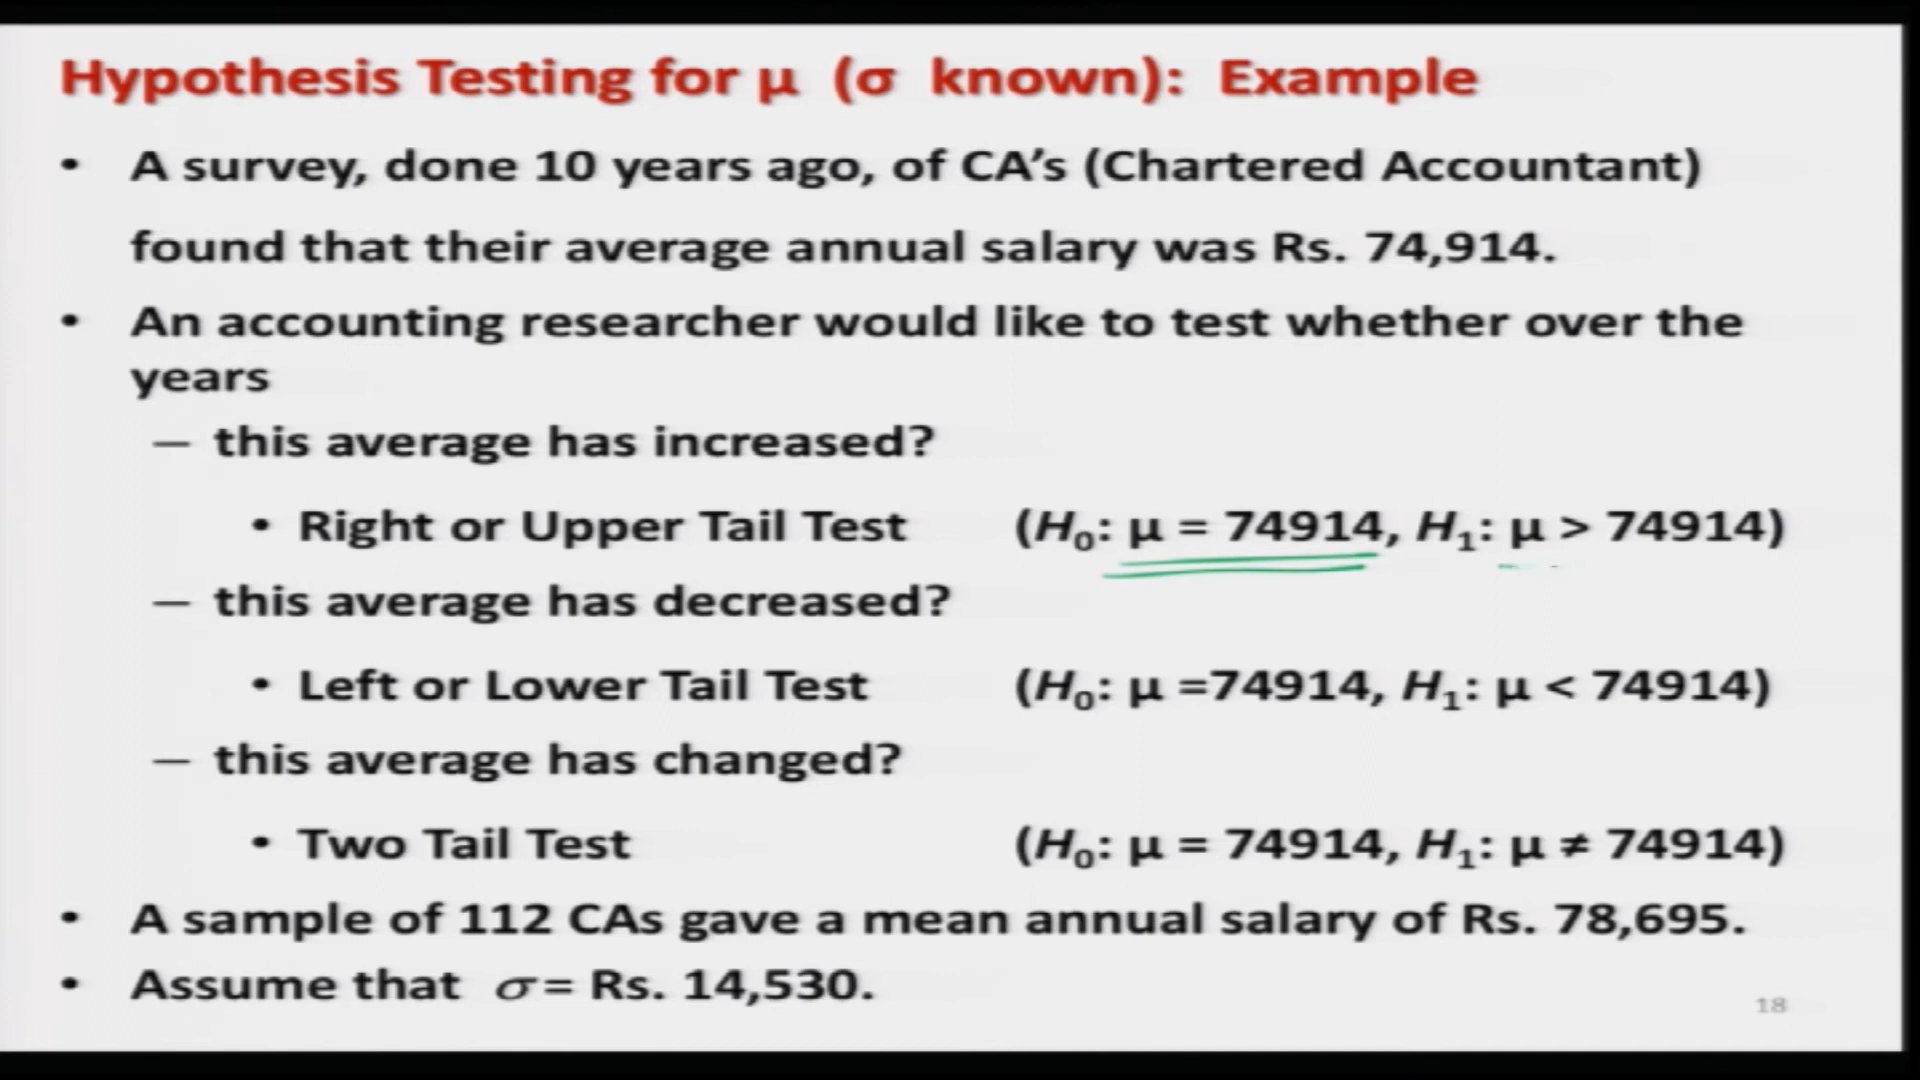 Hypothesis Testing for μ (σ known): Example
• A survey, done 10 years ago, of CA’s (Chartered Accountant)
found that their average annual salary was Rs. 74,914.
• An accounting researcher would like to test whether over the
years
– this average has increased?
• Right or Upper Tail Test (H₀: μ = 74914, H₁: μ > 74914)
– this average has decreased?
• Left or Lower Tail Test (H₀: μ =74914, H₁: μ < 74914)
– this average has changed?
• Two Tail Test (H₀: μ = 74914, H₁: μ ≠ 74914)
• A sample of 112 CAs gave a mean annual salary of Rs. 78,695.
• Assume that σ = Rs. 14,530.
18